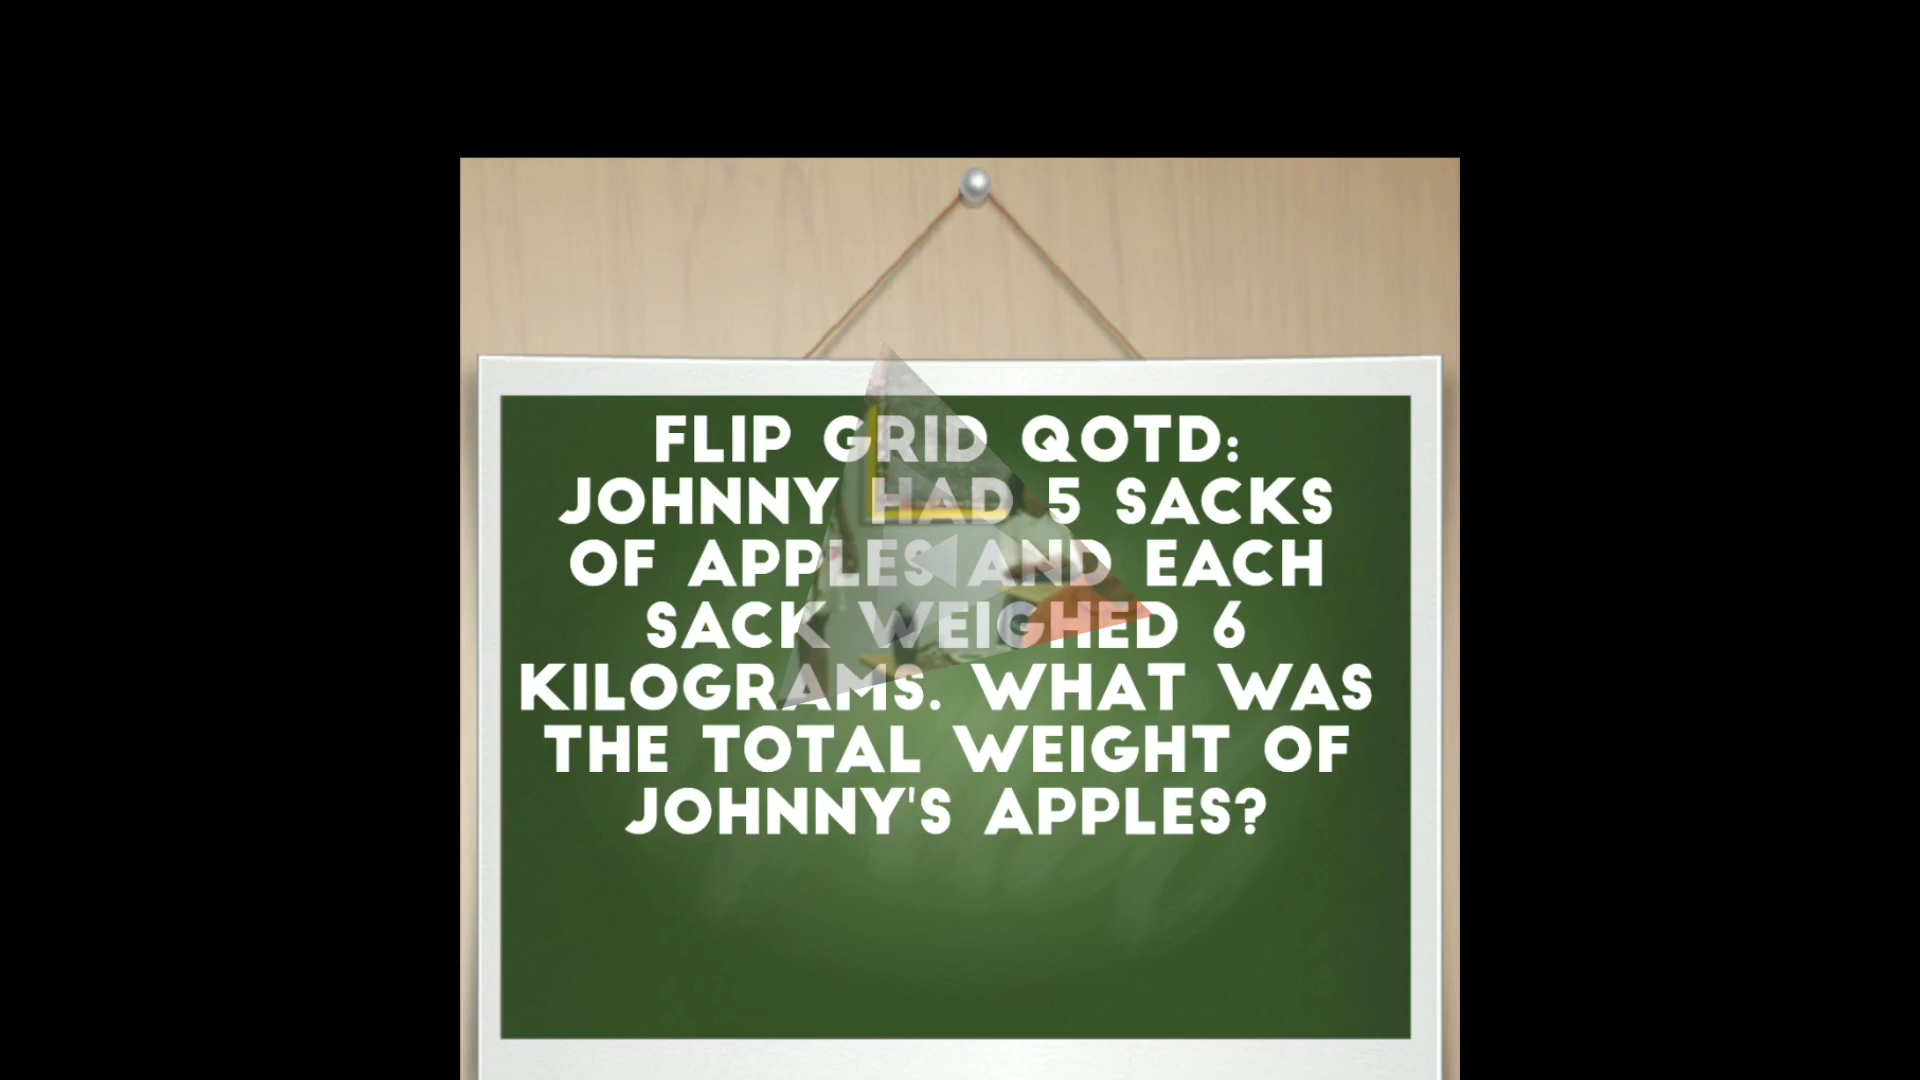 FLIP GRID QOTD:
JOHNNY HAD 5 SACKS
OF APPLES AND EACH
SACK WEIGHED 6
KILOGRAMS. WHAT WAS
THE TOTAL WEIGHT OF
JOHNNY'S APPLES?